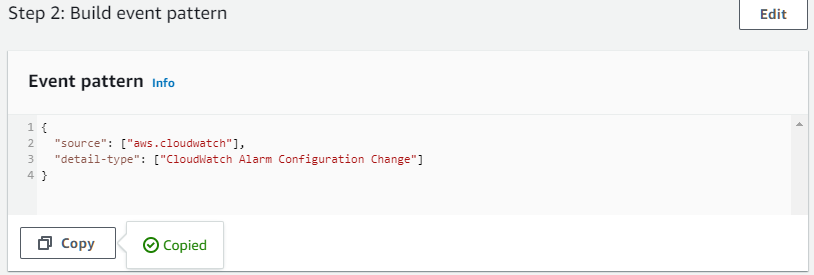 Step 2: Build event pattern
Edit
Event pattern Info
1 {
2 "source": ["aws.cloudwatch"],
3 "detail-type": ["CloudWatch Alarm Configuration Change"]
4 }
Copy
Copied